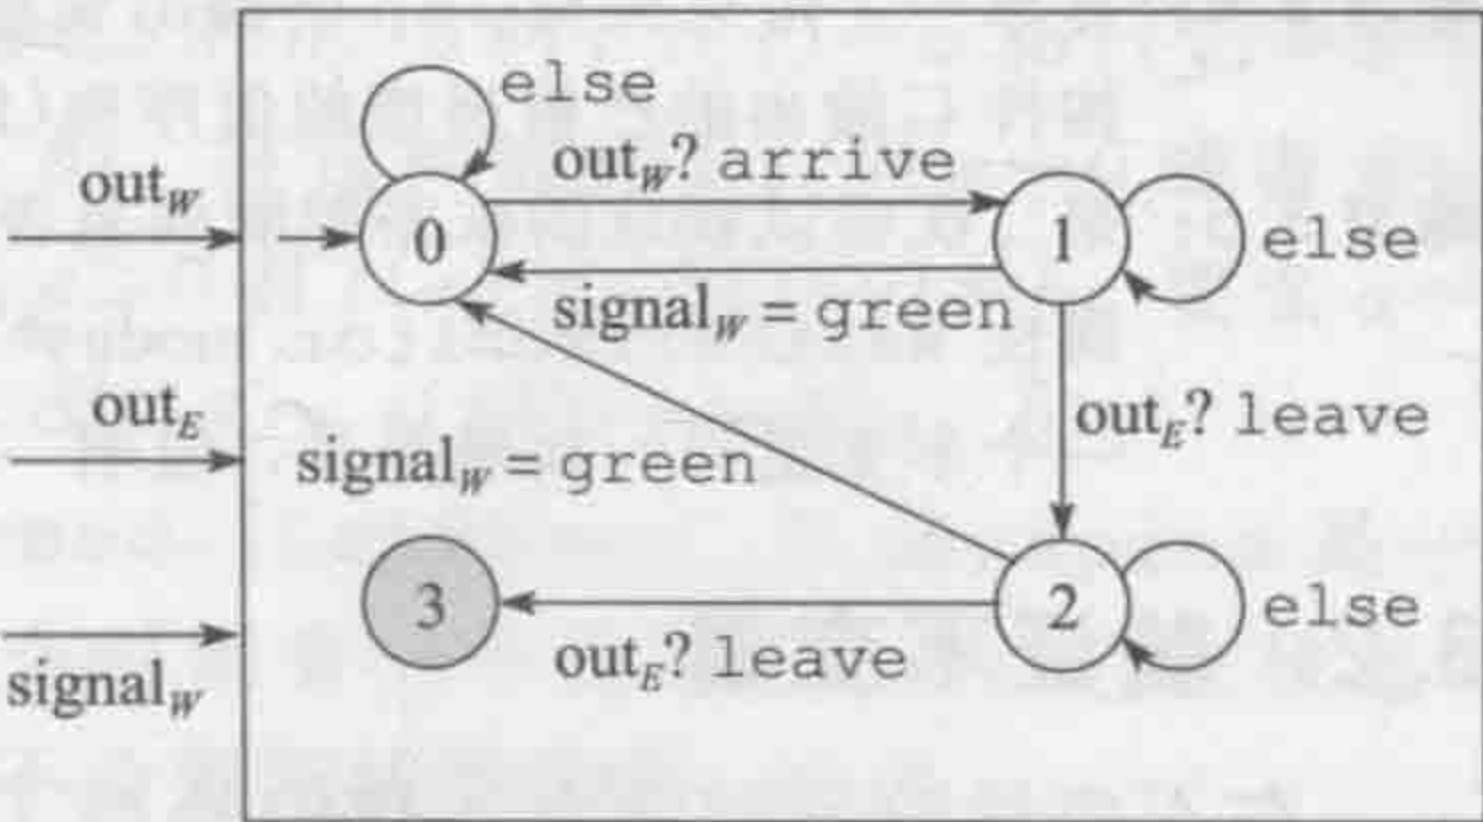 else
out_W? arrive
out_W
0
1
else
signal_W = green
out_E
out_E? leave
signal_W = green
3
2
else
out_E? leave
signal_W